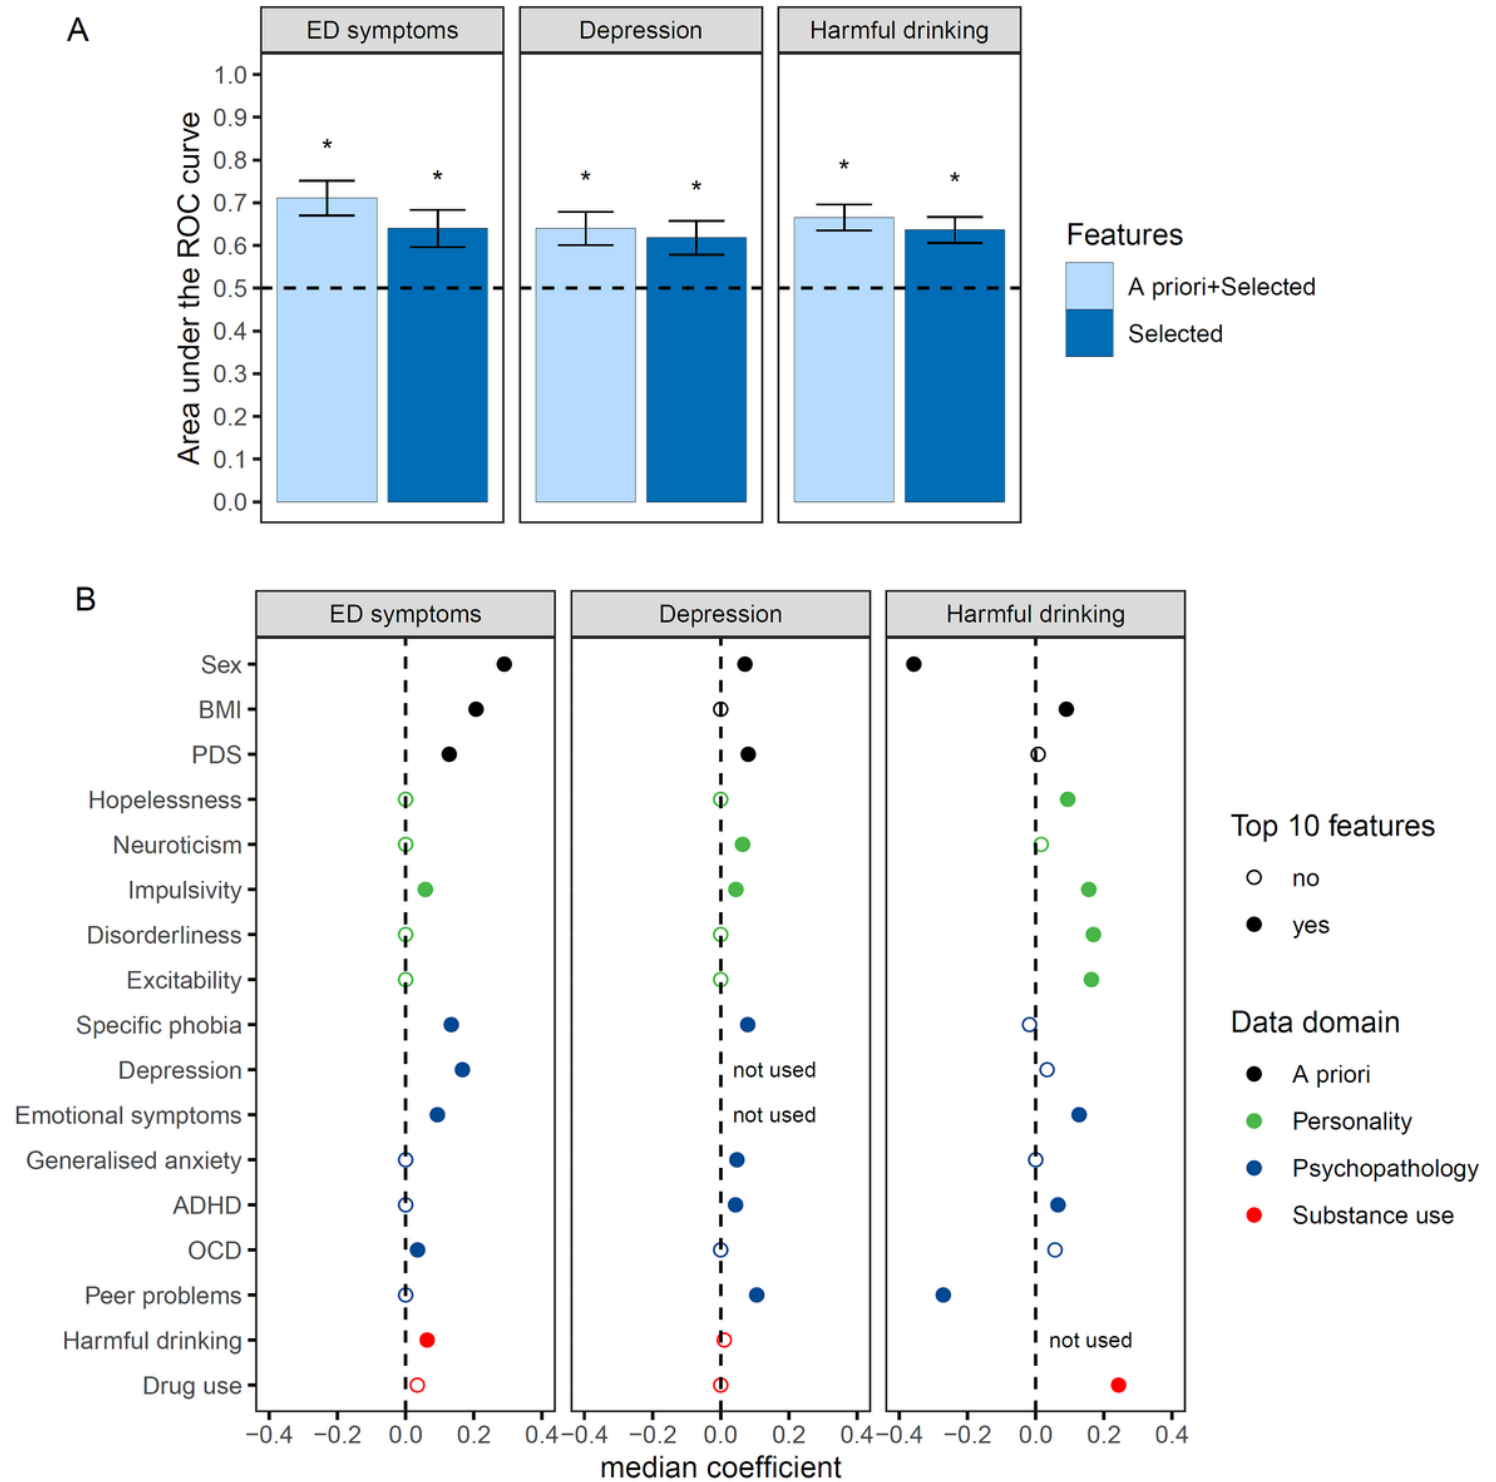 A
ED symptoms
Depression
Harmful drinking
Area under the ROC curve
1.0
0.9
0.8
0.7
0.6
0.5
0.4
0.3
0.2
0.1
0.0
* * * * * *
Features
A priori+Selected
Selected
B
ED symptoms
Depression
Harmful drinking
Sex
BMI
PDS
Hopelessness
Neuroticism
Impulsivity
Disorderliness
Excitability
Specific phobia
Depression
Emotional symptoms
Generalised anxiety
ADHD
OCD
Peer problems
Harmful drinking
Drug use
not used
not used
not used
−0.4 −0.2 0.0 0.2 0.4
−0.4 −0.2 0.0 0.2 0.4
−0.4 −0.2 0.0 0.2 0.4
median coefficient
Top 10 features
no
yes
Data domain
A priori
Personality
Psychopathology
Substance use